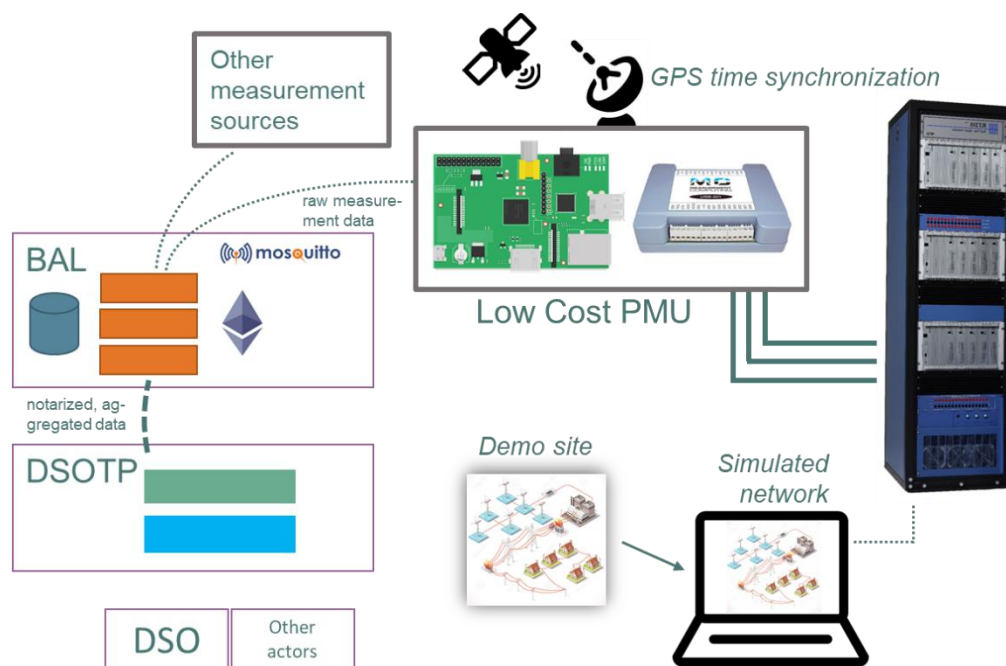 Other
measurement
sources
GPS time synchronization
raw measure-
ment data
BAL
mosquitto
Low Cost PMU
notarized, ag-
gregated data
DSOTP
Demo site
Simulated
network
DSO
Other
actors